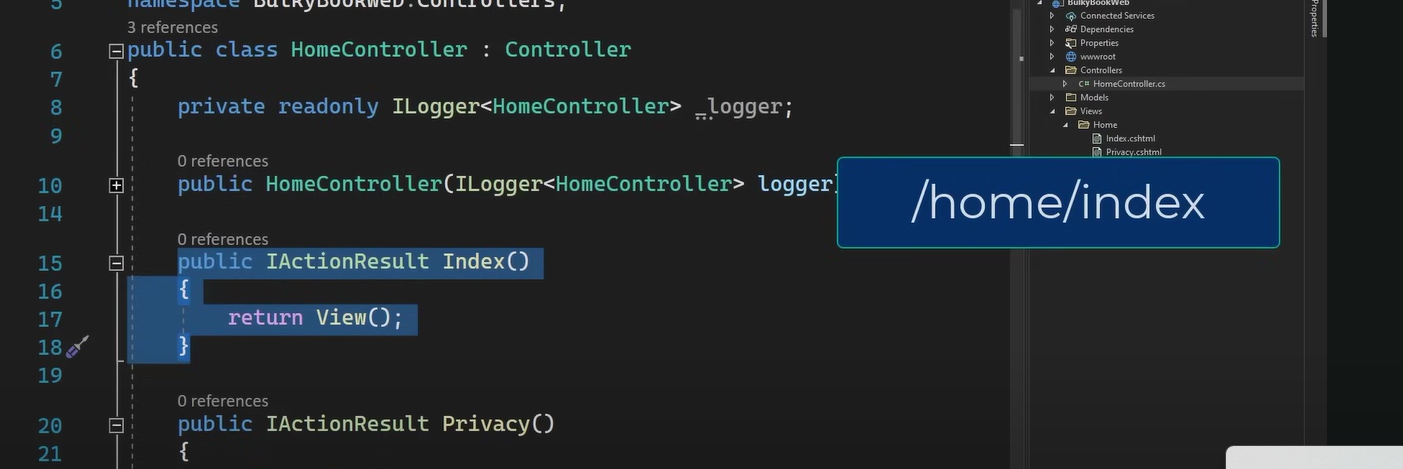 5 namespace BulkyBookWeb.Controllers;
3 references
6 public class HomeController : Controller
7 {
8 private readonly ILogger<HomeController> _logger;
9
0 references
10 public HomeController(ILogger<HomeController> logger)
14
0 references
15 public IActionResult Index()
16 {
17 return View();
18 }
19
0 references
20 public IActionResult Privacy()
21 {
/home/index
BulkyBookWeb
Connected Services
Dependencies
Properties
wwwroot
Controllers
C# HomeController.cs
Models
Views
Home
Index.cshtml
Privacy.cshtml
Properties